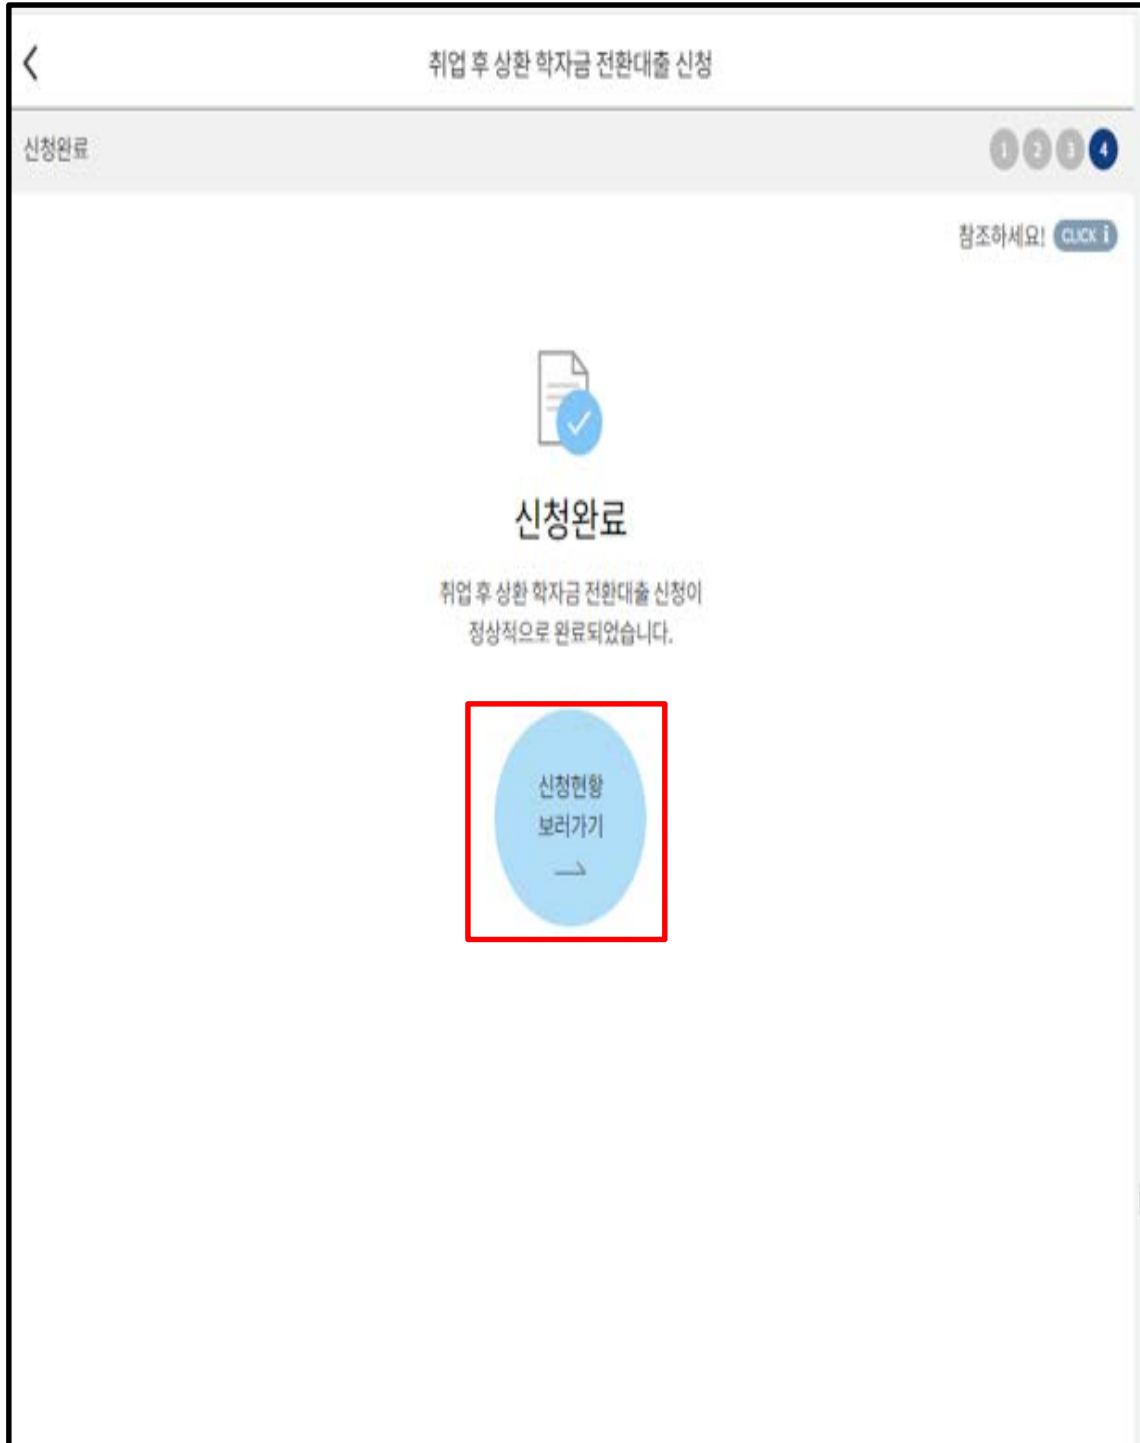 취업 후 상환 학자금 전환대출 신청
신청완료
1 2 3 4
참조하세요! CLICK i
신청완료
취업 후 상환 학자금 전환대출 신청이
정상적으로 완료되었습니다.
신청현황
보러가기